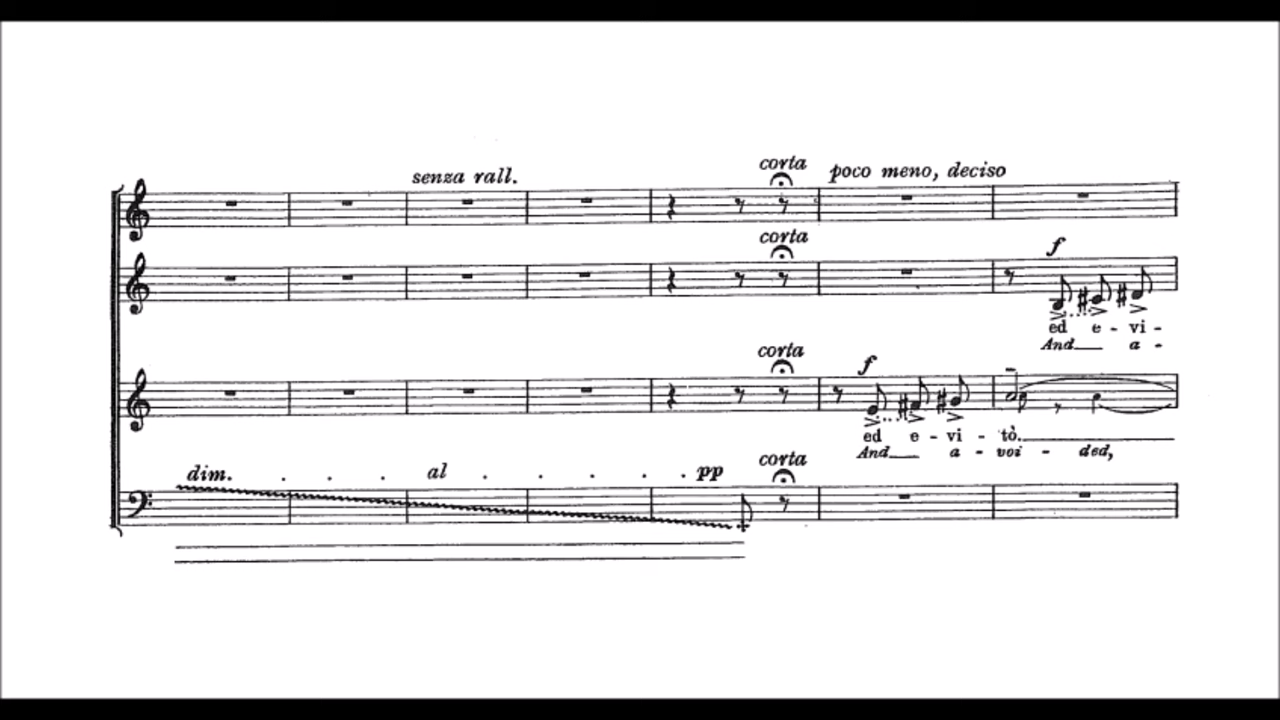 senza rall.
corta
poco meno, deciso
corta
f
ed e - vi -
And a -
corta
f
ed e - vi - tò.
And a - voi - ded,
dim. . . . al . . . . . pp
corta